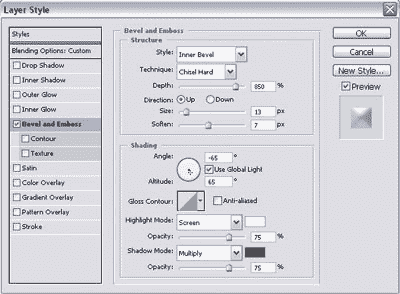 Layer Style
Styles
Blending Options: Custom
Drop Shadow
Inner Shadow
Outer Glow
Inner Glow
Bevel and Emboss
Contour
Texture
Satin
Color Overlay
Gradient Overlay
Pattern Overlay
Stroke
Bevel and Emboss
Structure
Style: Inner Bevel
Technique: Chisel Hard
Depth: 850 %
Direction: Up Down
Size: 13 px
Soften: 7 px
Shading
Angle: -65 °
Use Global Light
Altitude: 65 °
Gloss Contour: Anti-aliased
Highlight Mode: Screen
Opacity: 75 %
Shadow Mode: Multiply
Opacity: 75 %
OK
Cancel
New Style...
Preview